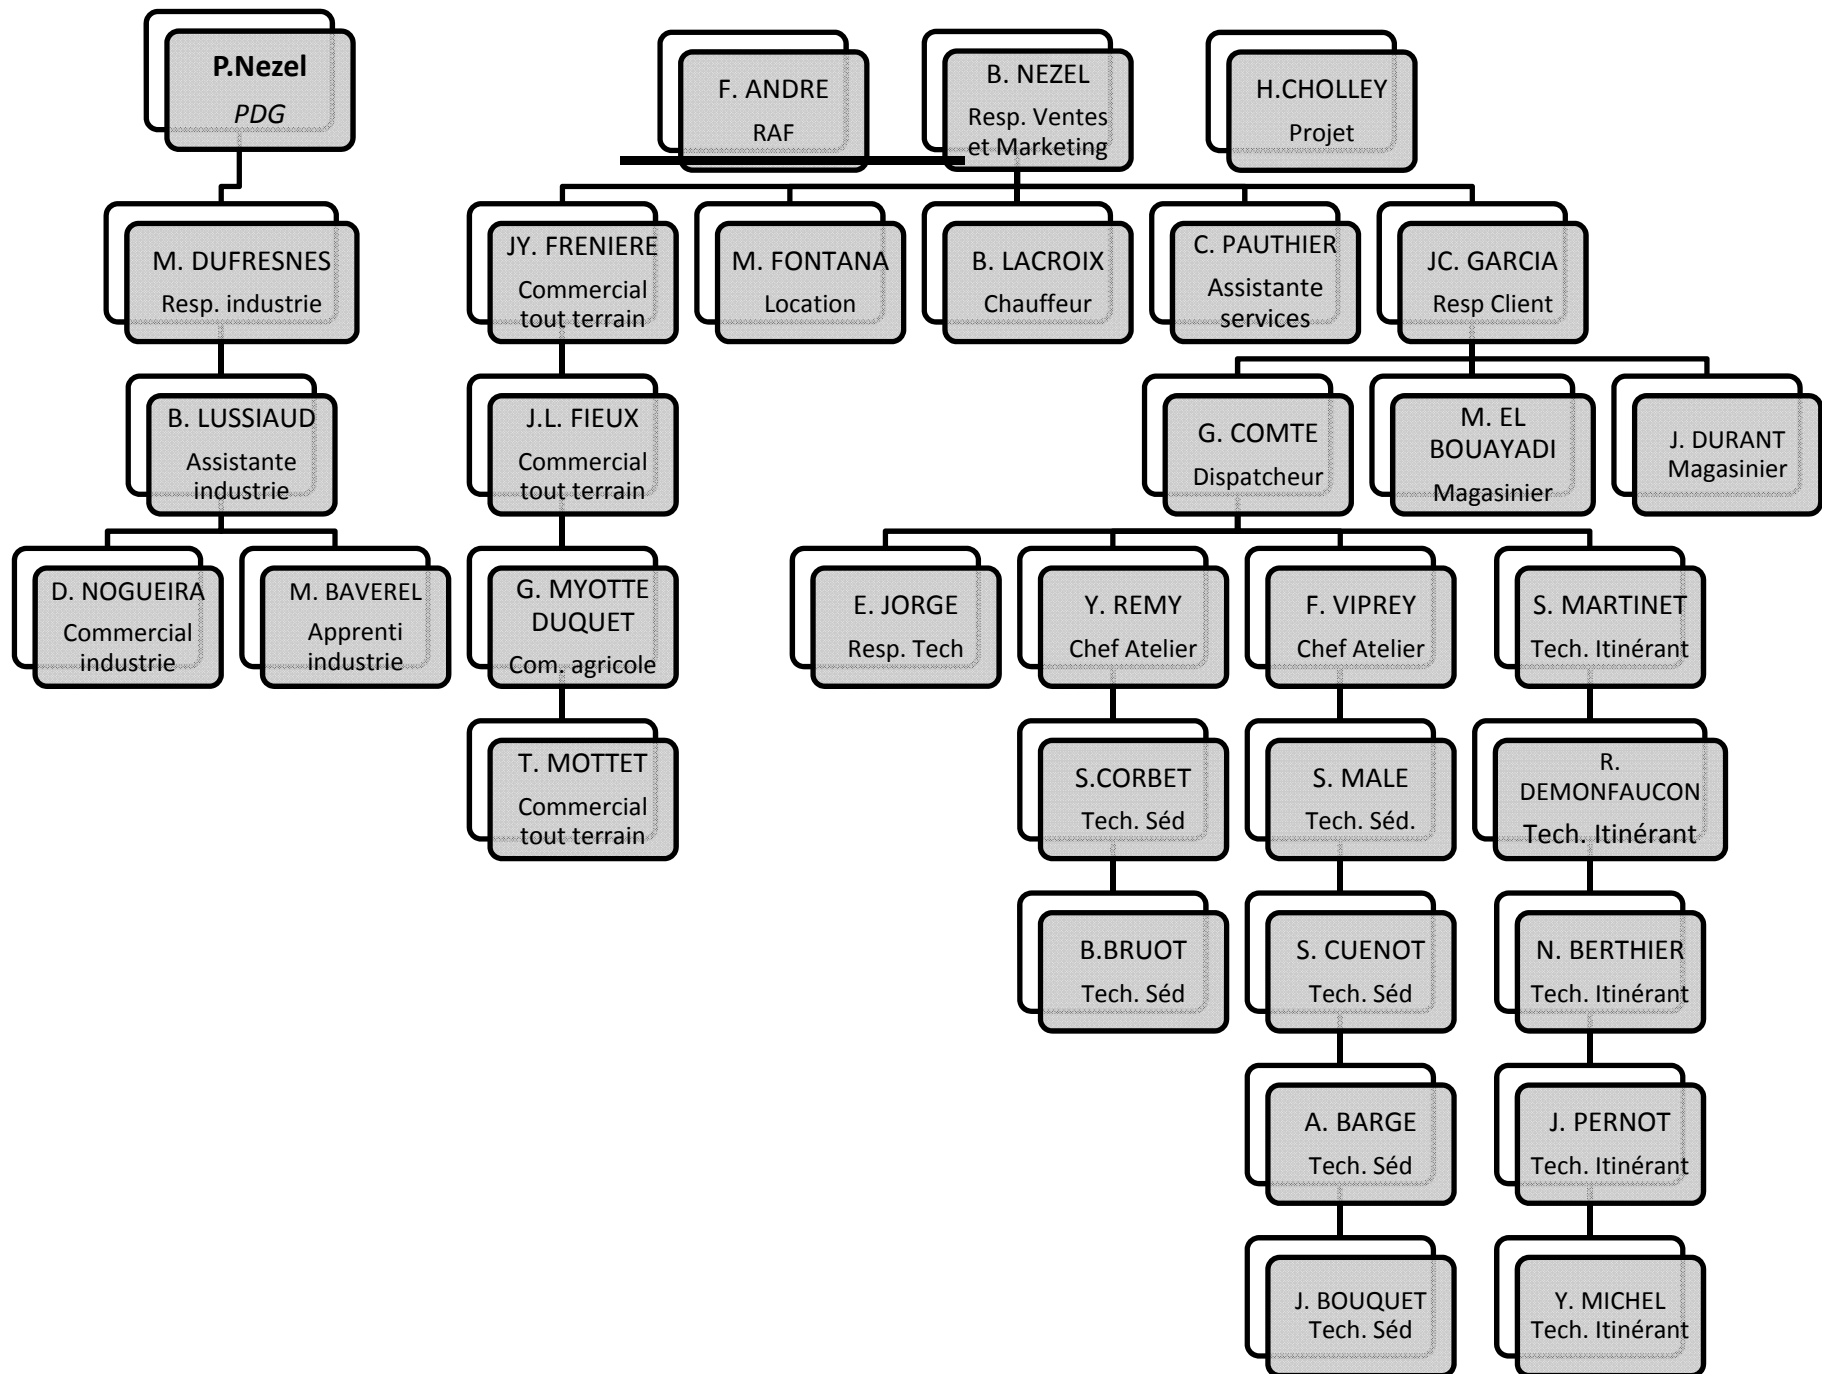 P.Nezel
PDG
F. ANDRE
RAF
B. NEZEL
Resp. Ventes
et Marketing
H.CHOLLEY
Projet
M. DUFRESNES
Resp. industrie
JY. FRENIERE
Commercial
tout terrain
M. FONTANA
Location
B. LACROIX
Chauffeur
C. PAUTHIER
Assistante
services
JC. GARCIA
Resp Client
B. LUSSIAUD
Assistante
industrie
J.L. FIEUX
Commercial
tout terrain
G. COMTE
Dispatcheur
M. EL
BOUAYADI
Magasinier
J. DURANT
Magasinier
D. NOGUEIRA
Commercial
industrie
M. BAVEREL
Apprenti
industrie
G. MYOTTE
DUQUET
Com. agricole
E. JORGE
Resp. Tech
Y. REMY
Chef Atelier
F. VIPREY
Chef Atelier
S. MARTINET
Tech. Itinérant
T. MOTTET
Commercial
tout terrain
S.CORBET
Tech. Séd
S. MALE
Tech. Séd.
R.
DEMONFAUCON
Tech. Itinérant
B.BRUOT
Tech. Séd
S. CUENOT
Tech. Séd
N. BERTHIER
Tech. Itinérant
A. BARGE
Tech. Séd
J. PERNOT
Tech. Itinérant
J. BOUQUET
Tech. Séd
Y. MICHEL
Tech. Itinérant